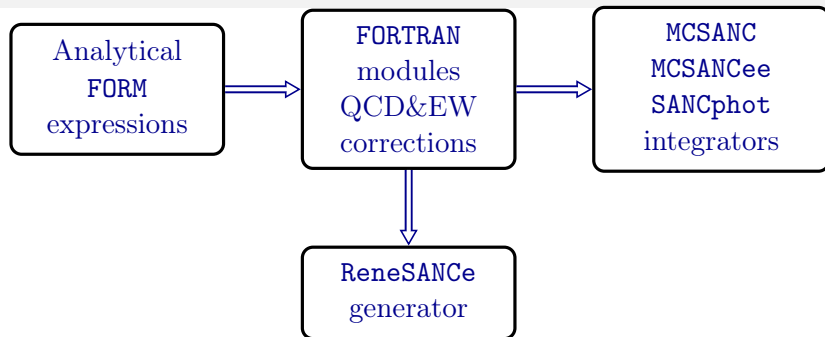 Analytical
FORM
expressions
FORTRAN
modules
QCD&EW
corrections
MCSANC
MCSANCee
SANCphot
integrators
ReneSANCe
generator